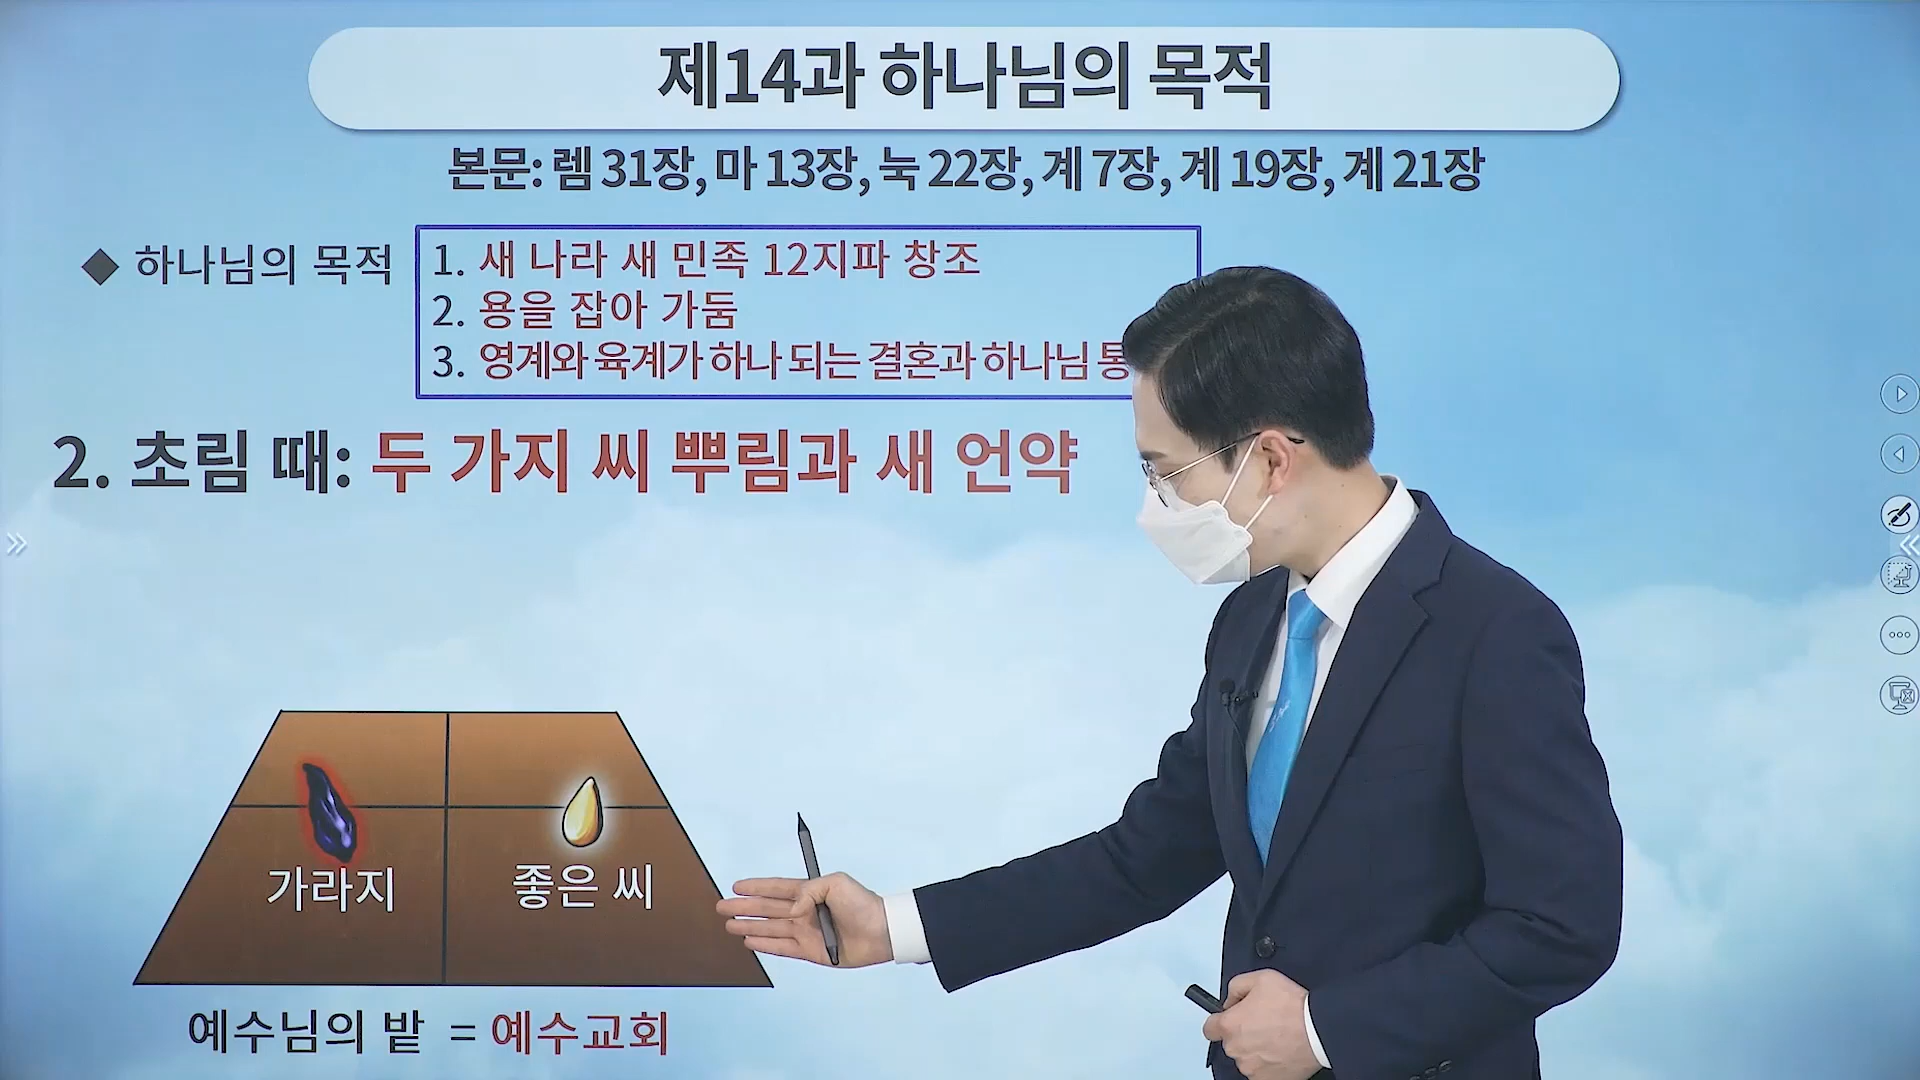 제14과 하나님의 목적
본문: 렘 31장, 마 13장, 눅 22장, 계 7장, 계 19장, 계 21장
◆ 하나님의 목적
1. 새 나라 새 민족 12지파 창조
2. 용을 잡아 가둠
3. 영계와 육계가 하나 되는 결혼과 하나님 통
2. 초림 때: 두 가지 씨 뿌림과 새 언약
가라지
좋은 씨
예수님의 밭 = 예수교회